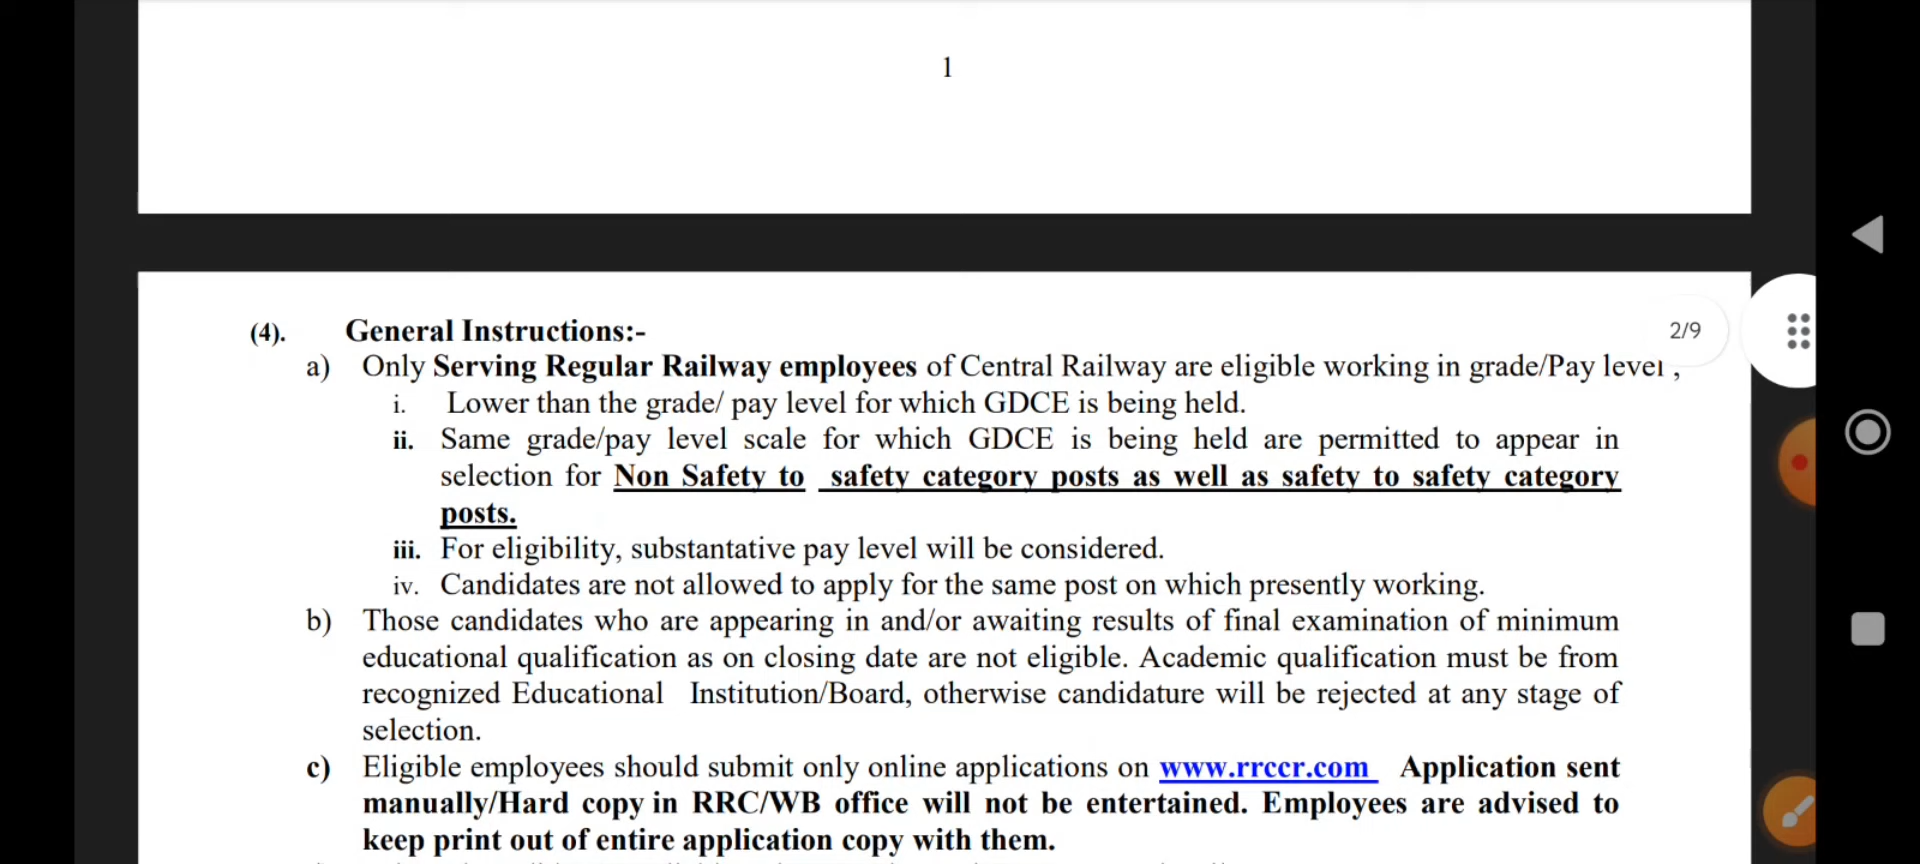 1
2/9
(4). General Instructions:-
a) Only Serving Regular Railway employees of Central Railway are eligible working in grade/Pay level ,
i. Lower than the grade/ pay level for which GDCE is being held.
ii. Same grade/pay level scale for which GDCE is being held are permitted to appear in
selection for Non Safety to safety category posts as well as safety to safety category
posts.
iii. For eligibility, substantative pay level will be considered.
iv. Candidates are not allowed to apply for the same post on which presently working.
b) Those candidates who are appearing in and/or awaiting results of final examination of minimum
educational qualification as on closing date are not eligible. Academic qualification must be from
recognized Educational Institution/Board, otherwise candidature will be rejected at any stage of
selection.
c) Eligible employees should submit only online applications on www.rrccr.com Application sent
manually/Hard copy in RRC/WB office will not be entertained. Employees are advised to
keep print out of entire application copy with them.